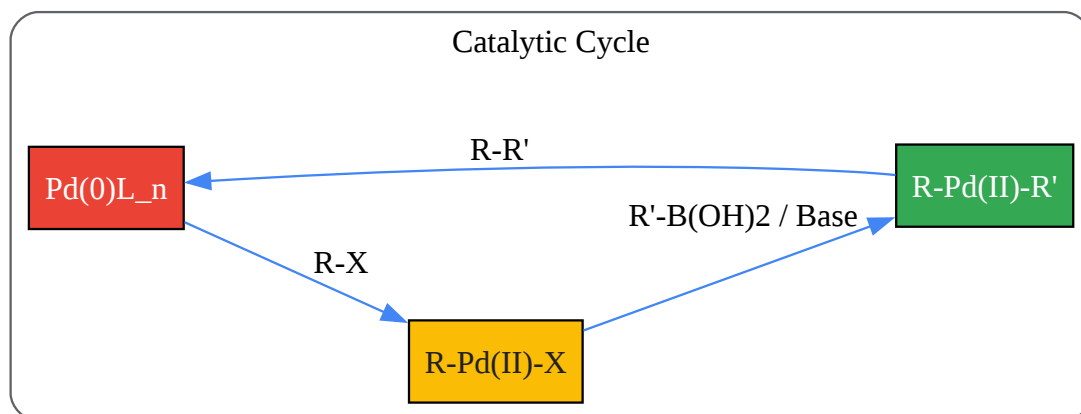 Catalytic Cycle
R-R'
Pd(0)L_n
R-Pd(II)-R'
R'-B(OH)2 / Base
R-X
R-Pd(II)-X